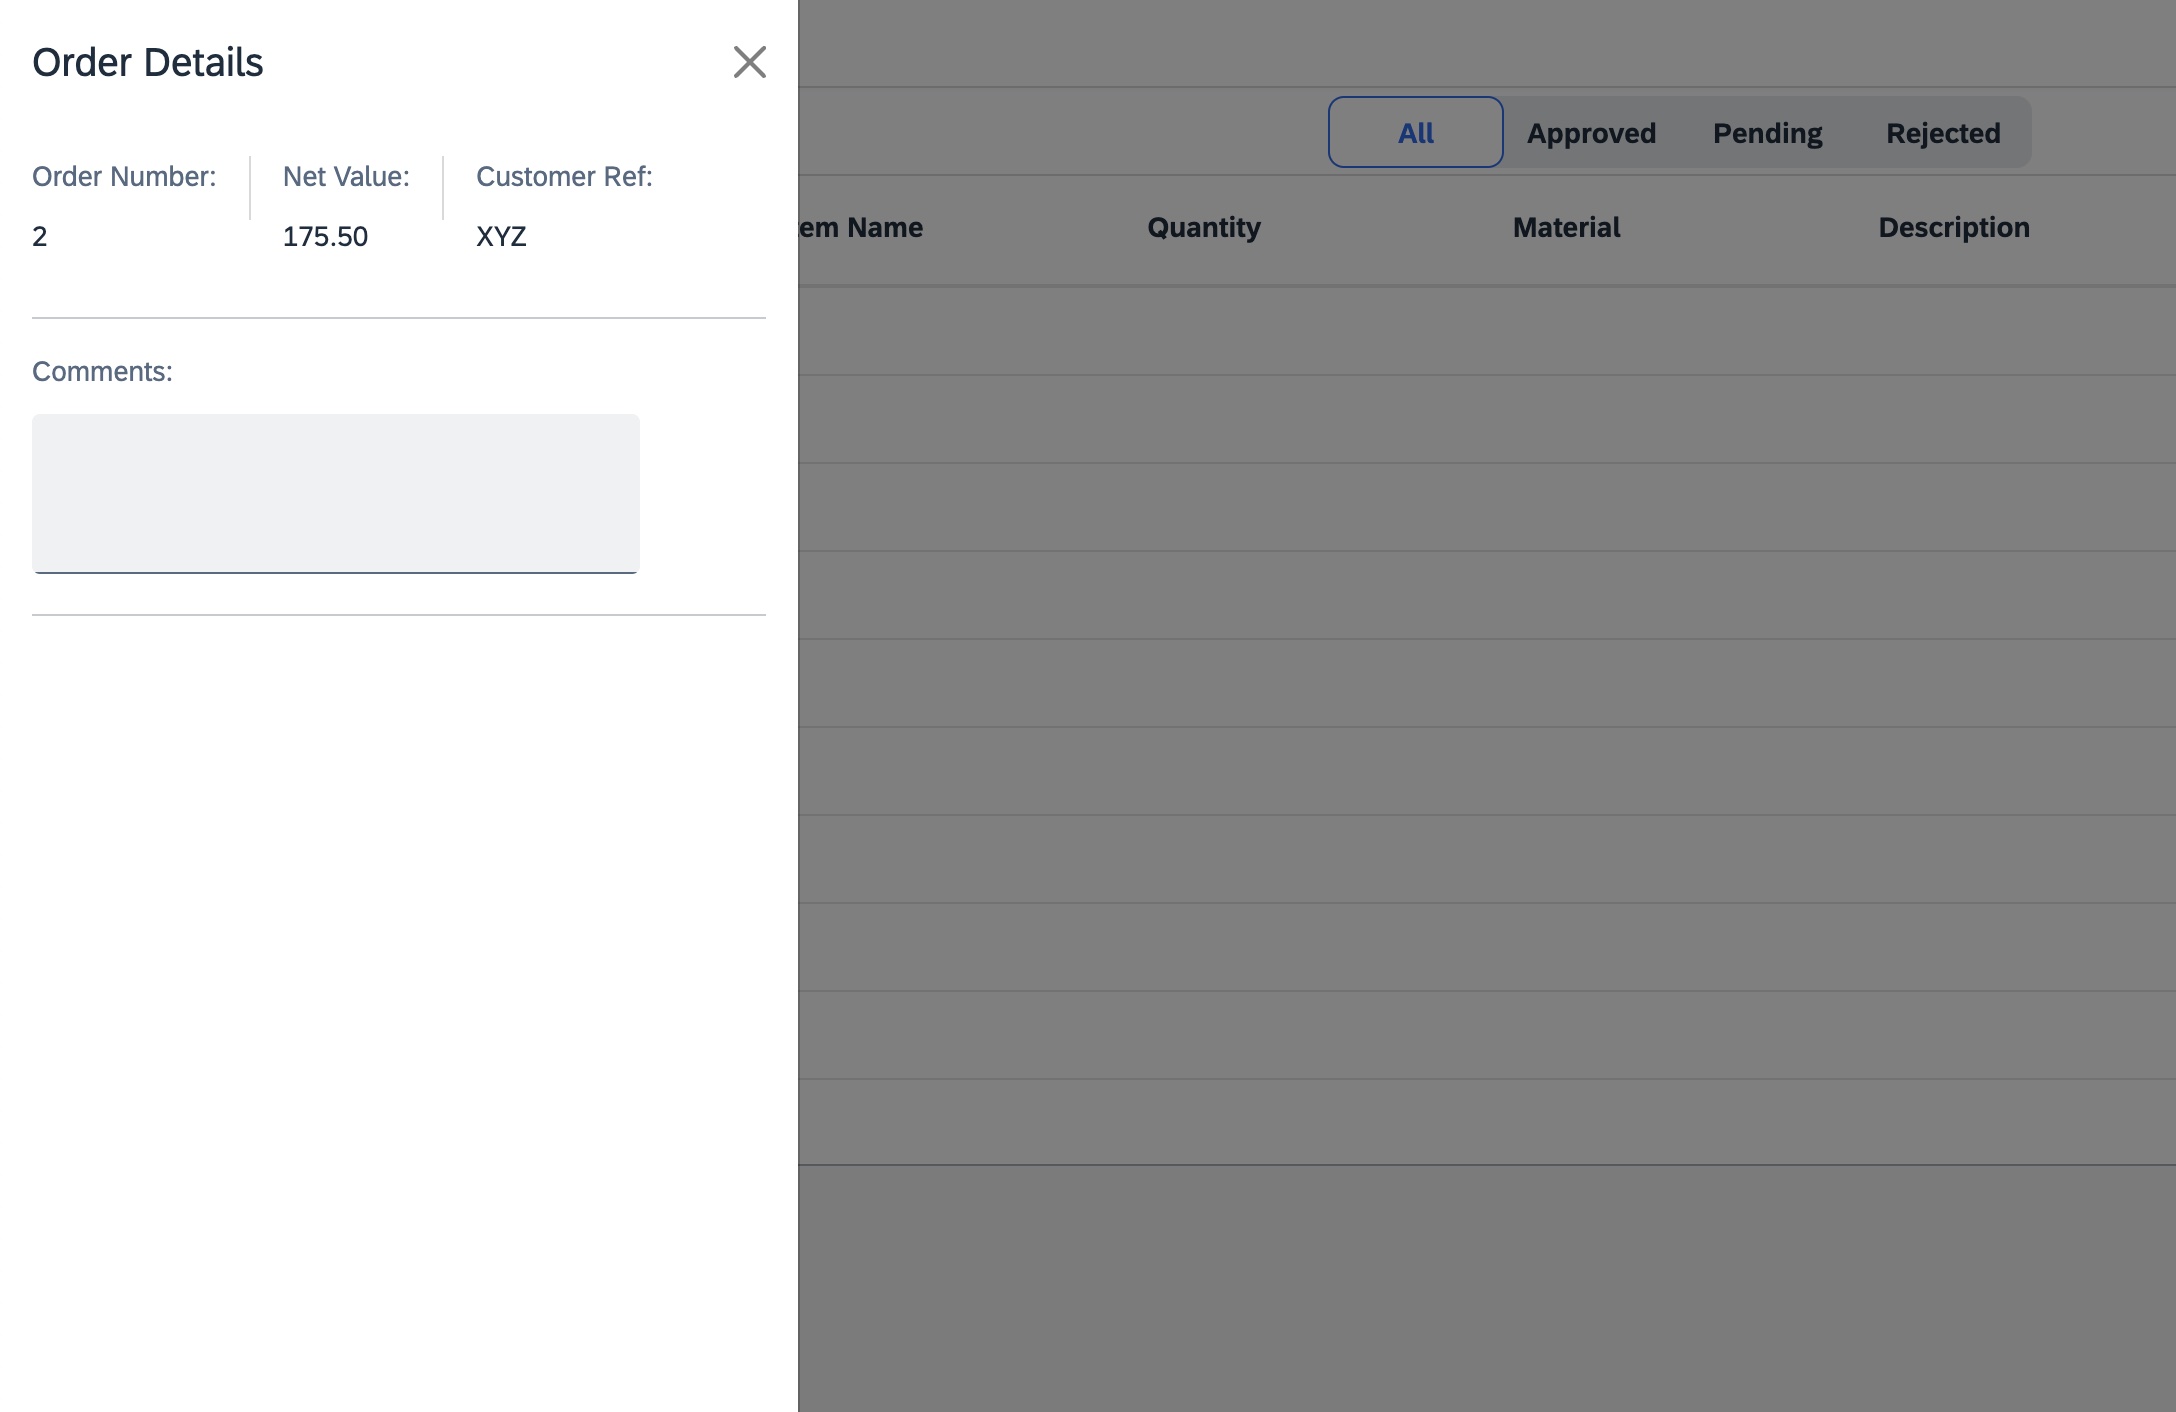 Order Details
Order Number: Net Value: Customer Ref:
2 175.50 XYZ
Comments:
All Approved Pending Rejected
em Name Quantity Material Description